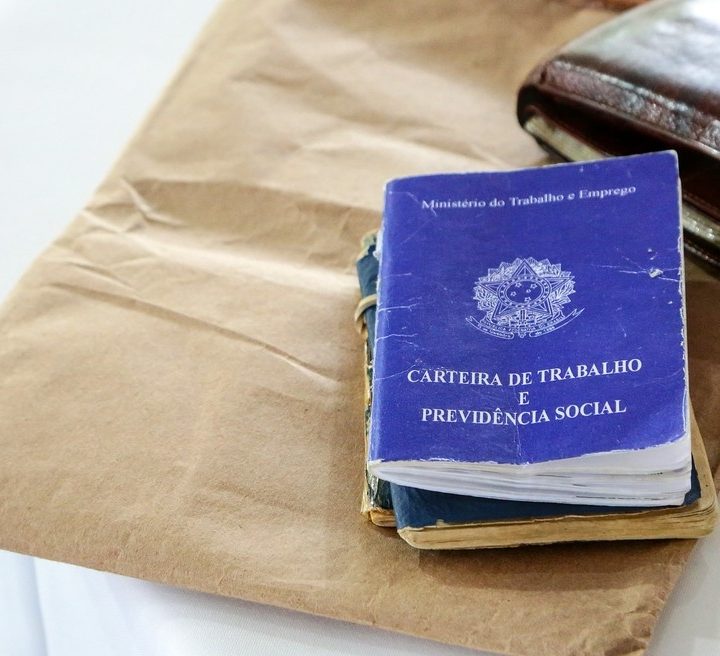 Ministério do Trabalho e Emprego
CARTEIRA DE TRABALHO
E
PREVIDÊNCIA SOCIAL